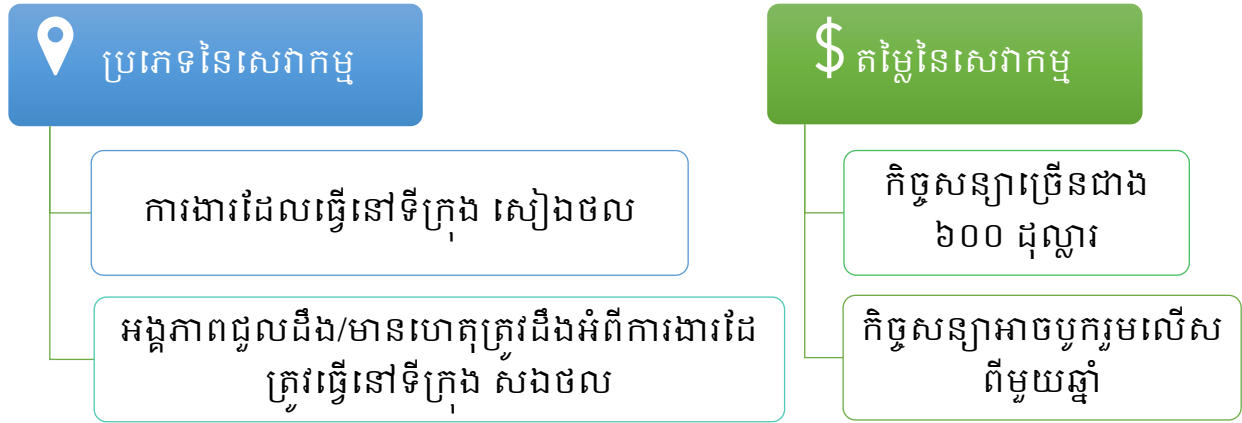 ប្រភេទនៃសេវាកម្ម
ការងារដែលធ្វើនៅទីក្រុង សៀងថល
អង្គភាពជួលដឹង/មានហេតុត្រូវដឹងអំពីការងារដែ
ត្រូវធ្វើនៅទីក្រុង សំងថល
$ តម្លៃនៃសេវាកម្ម
កិច្ចសន្យាច្រើនជាង
៦០០ ដុល្លារ
កិច្ចសន្យាអាចបូករួមលើស
ពីមួយឆ្នាំ